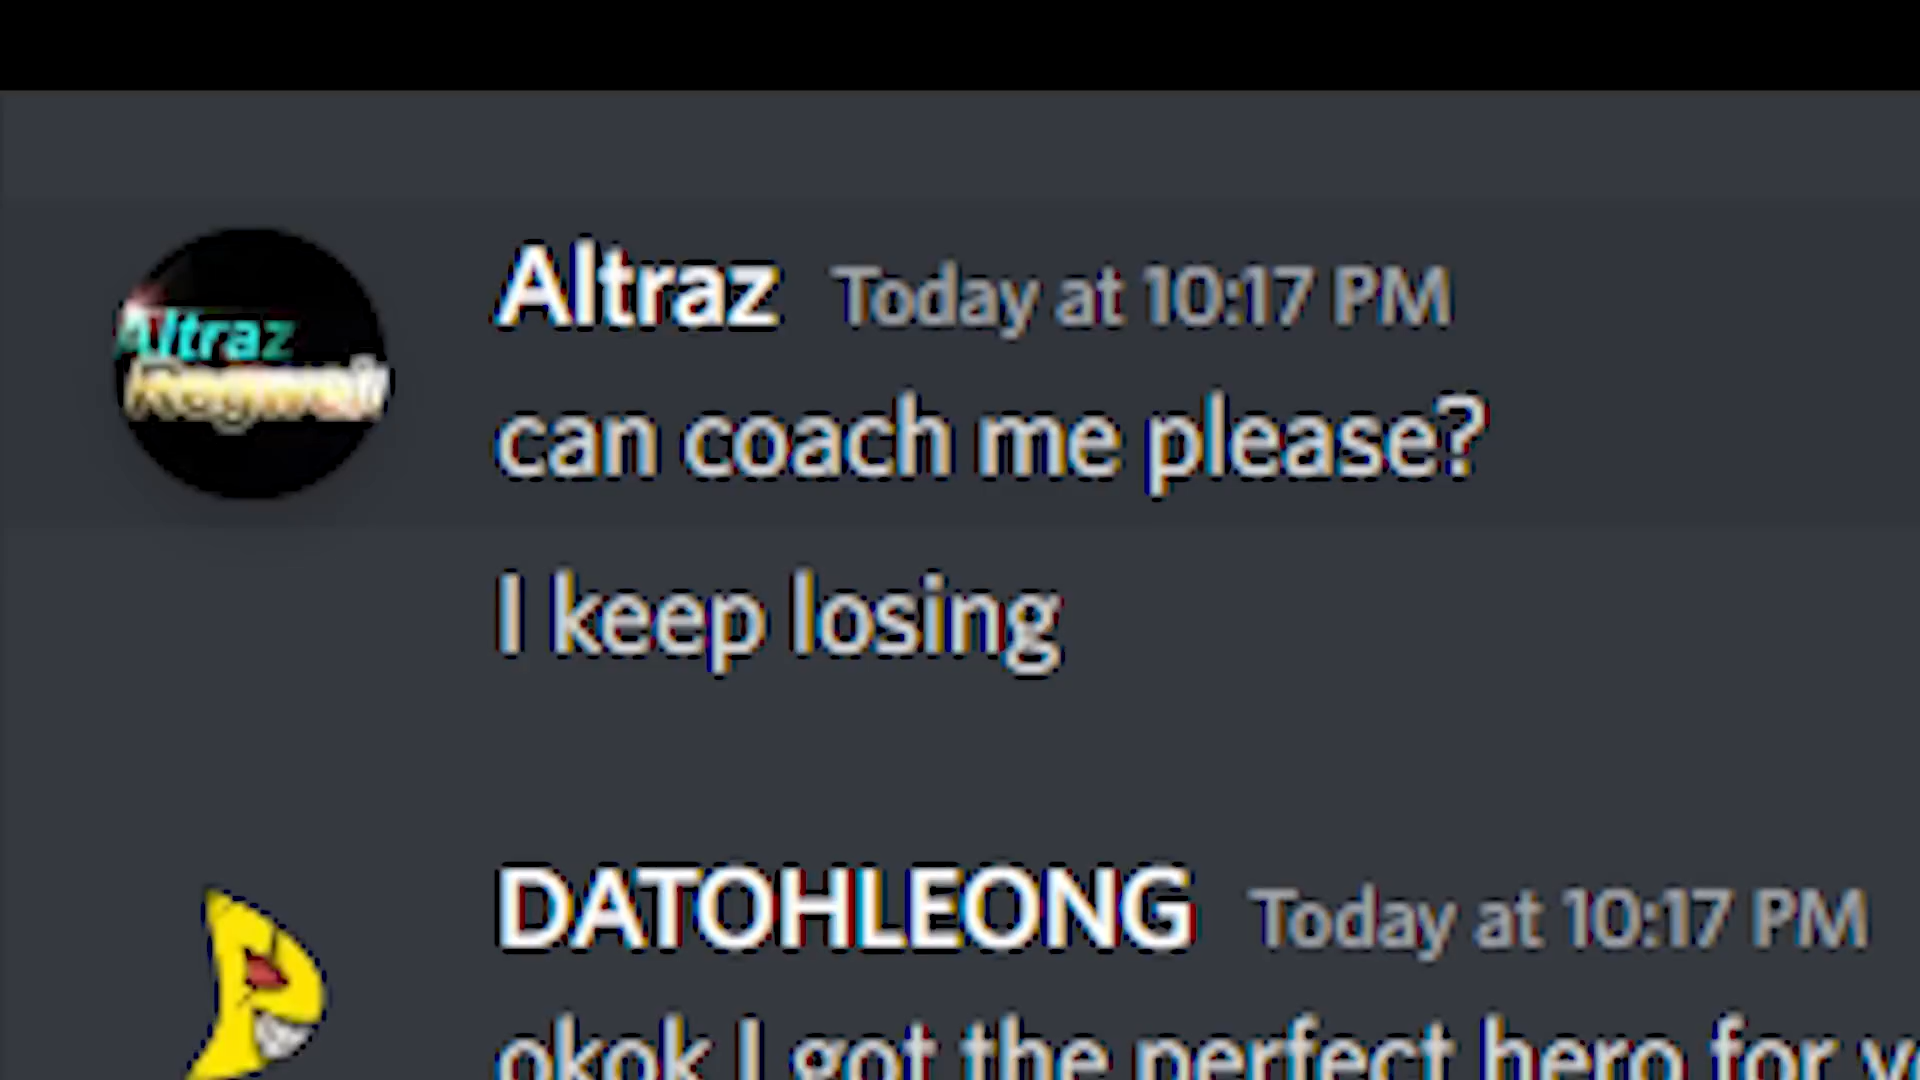 Altraz Today at 10:17 PM
Altraz
can coach me please?
I keep losing
DATOHLEONG Today at 10:17 PM
okok I got the perfect hero for